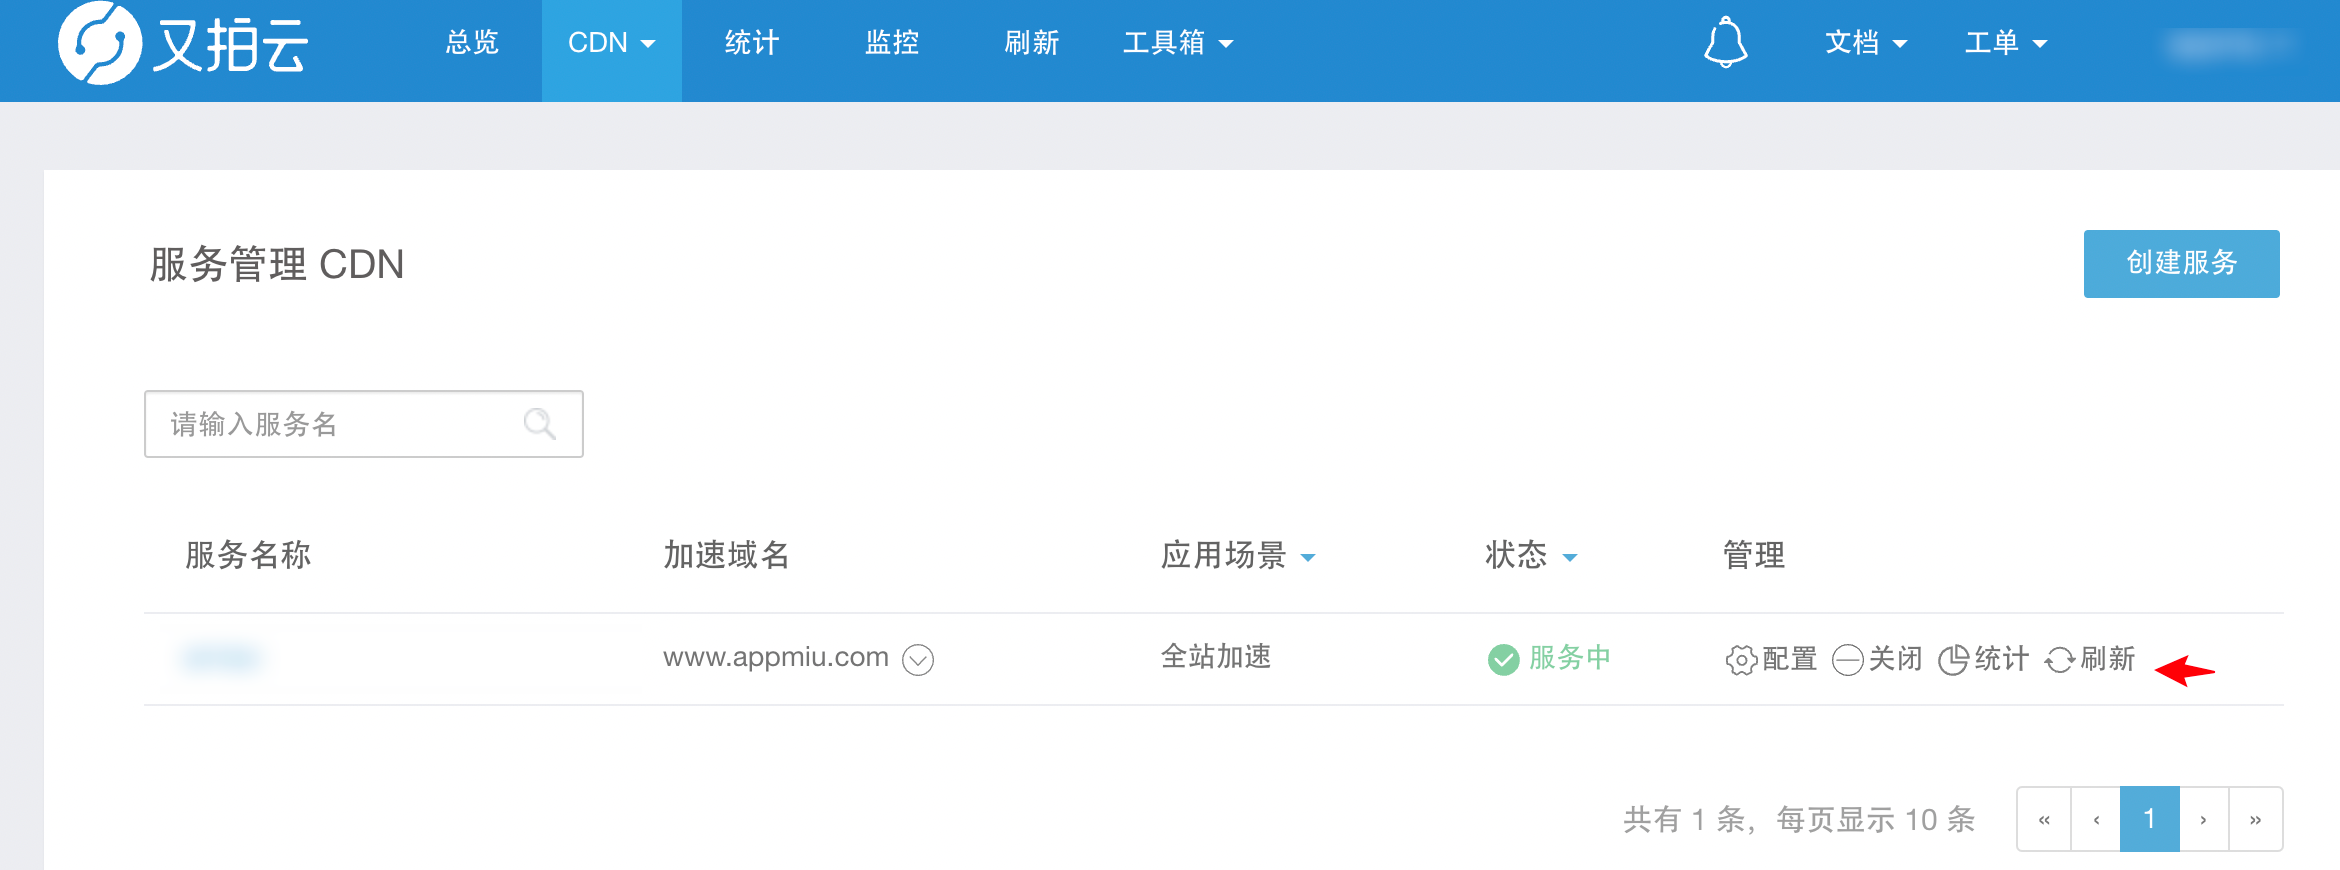 又拍云 总览 CDN 统计 监控 刷新 工具箱 文档 工单
服务管理 CDN 创建服务
请输入服务名
服务名称 加速域名 应用场景 状态 管理
www.appmiu.com 全站加速 服务中 配置 关闭 统计 刷新
共有 1 条，每页显示 10 条 « ‹ 1 › »